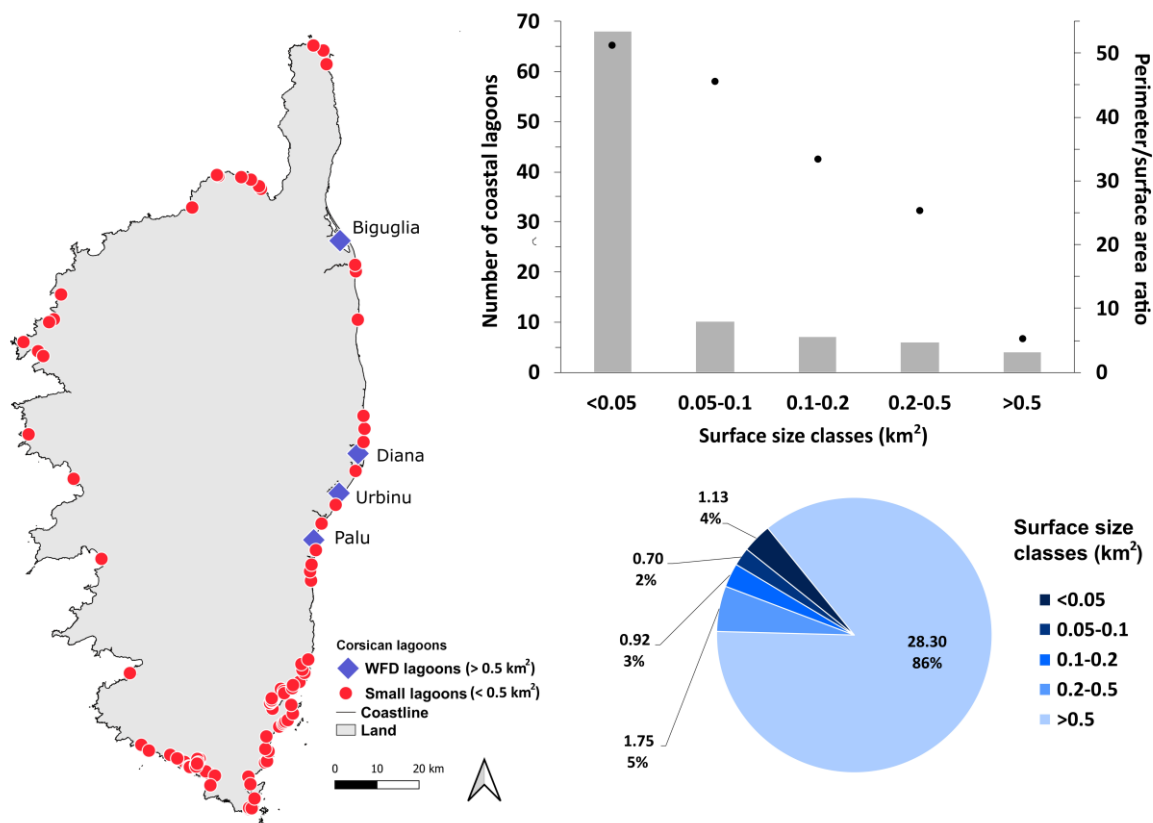 Biguglia
Diana
Urbinu
Palu
Corsican lagoons
WFD lagoons (> 0.5 km²)
Small lagoons (< 0.5 km²)
Coastline
Land
0 10 20 km
Number of coastal lagoons
70
60
50
40
30
20
10
0
Perimeter/surface area ratio
50
40
30
20
10
0
<0.05 0.05-0.1 0.1-0.2 0.2-0.5 >0.5
Surface size classes (km²)
1.13
4%
0.70
2%
0.92
3%
1.75
5%
28.30
86%
Surface size
classes (km²)
<0.05
0.05-0.1
0.1-0.2
0.2-0.5
>0.5